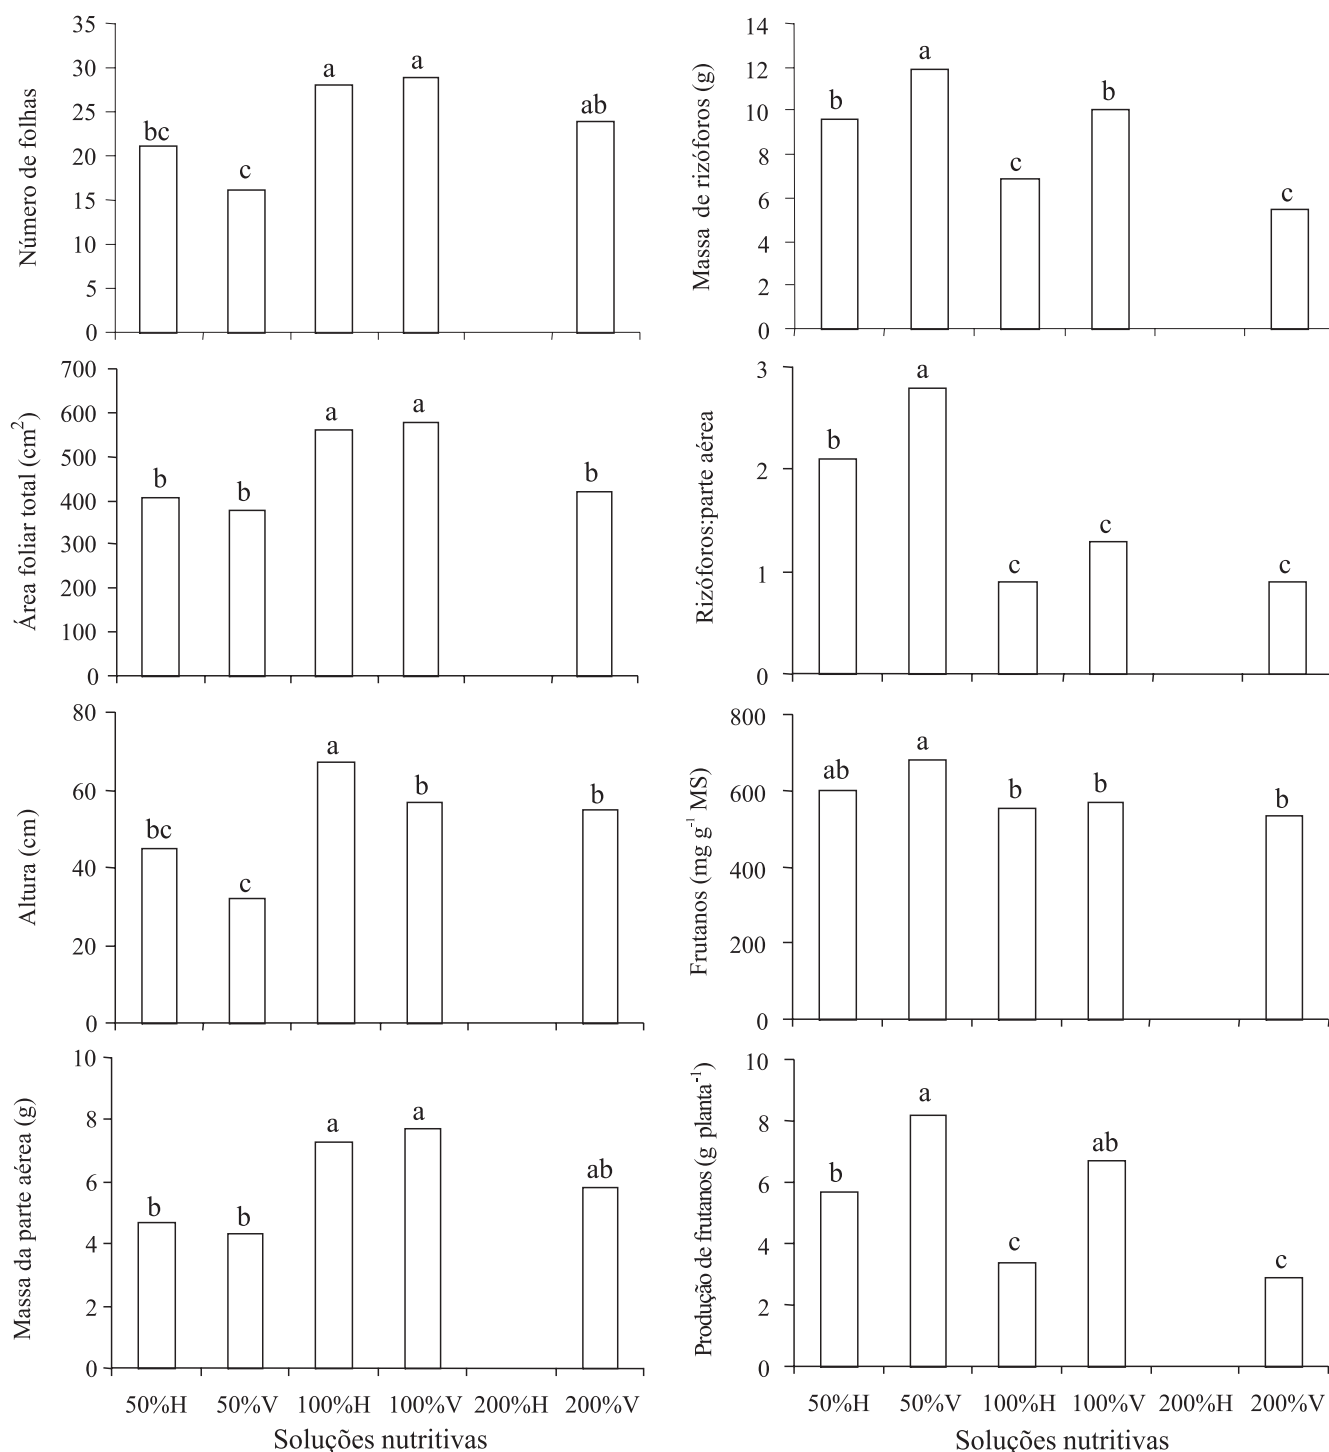 Número de folhas
35
30
25
20
15
10
5
0
bc
c
a
a
ab
Massa de rizóforos (g)
14
12
10
8
6
4
2
0
b
a
c
b
c
Área foliar total (cm²)
700
600
500
400
300
200
100
0
b
b
a
a
b
Rizóforos:parte aérea
3
2
1
0
b
a
c
c
c
Altura (cm)
80
60
40
20
0
bc
c
a
b
b
Frutanos (mg g⁻¹ MS)
800
600
400
200
0
ab
a
b
b
b
Massa da parte aérea (g)
10
8
6
4
2
0
b
b
a
a
ab
50%H 50%V 100%H 100%V 200%H 200%V
Soluções nutritivas
Produção de frutanos (g planta⁻¹)
10
8
6
4
2
0
b
a
c
ab
c
50%H 50%V 100%H 100%V 200%H 200%V
Soluções nutritivas